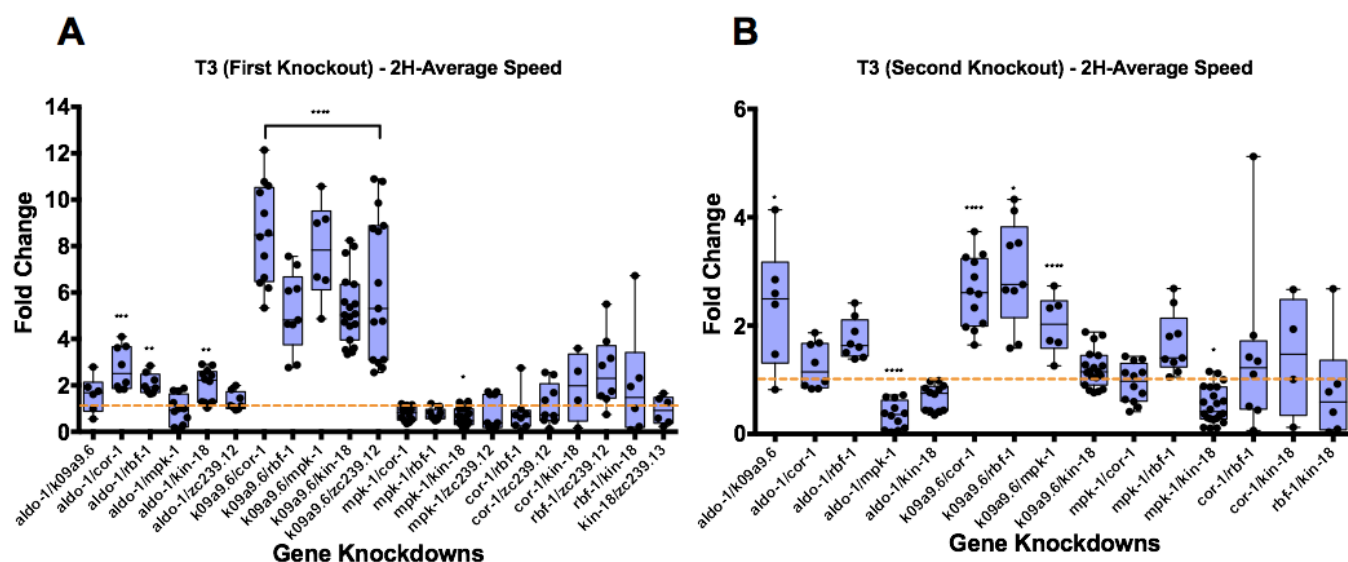 A
T3 (First Knockout) - 2H-Average Speed
Fold Change
14
12
10
8
6
4
2
0
****
***
**
**
*
aldo-1/k09a9.6
aldo-1/cor-1
aldo-1/rbf-1
aldo-1/mpk-1
aldo-1/kin-18
aldo-1/zc239.12
k09a9.6/cor-1
k09a9.6/rbf-1
k09a9.6/mpk-1
k09a9.6/kin-18
k09a9.6/zc239.12
mpk-1/cor-1
mpk-1/rbf-1
mpk-1/kin-18
mpk-1/zc239.12
cor-1/rbf-1
cor-1/zc239.12
cor-1/kin-18
rbf-1/zc239.12
rbf-1/kin-18
kin-18/zc239.13
Gene Knockdowns
B
T3 (Second Knockout) - 2H-Average Speed
Fold Change
6
4
2
0
*
****
****
*
****
*
aldo-1/k09a9.6
aldo-1/cor-1
aldo-1/rbf-1
aldo-1/mpk-1
aldo-1/kin-18
k09a9.6/cor-1
k09a9.6/rbf-1
k09a9.6/mpk-1
k09a9.6/kin-18
mpk-1/cor-1
mpk-1/rbf-1
mpk-1/kin-18
cor-1/rbf-1
cor-1/kin-18
rbf-1/kin-18
Gene Knockdowns